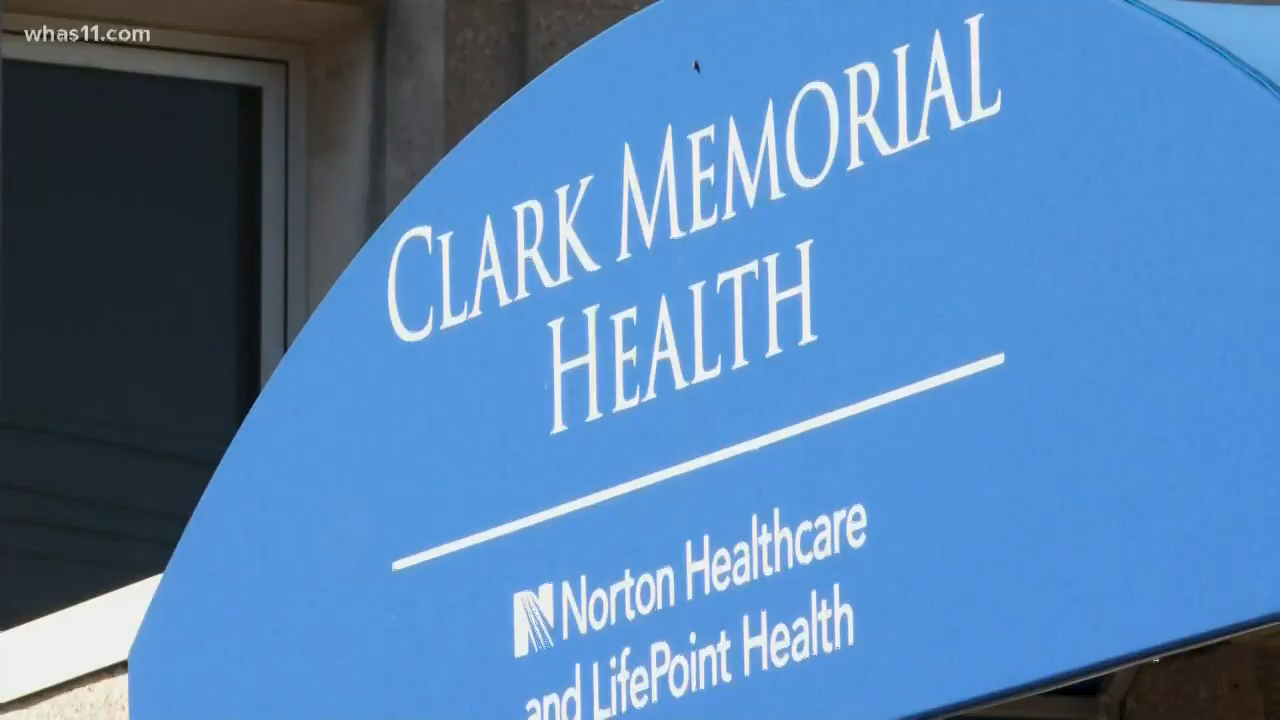 whas11.com
CLARK MEMORIAL
HEALTH
Norton Healthcare
and LifePoint Health